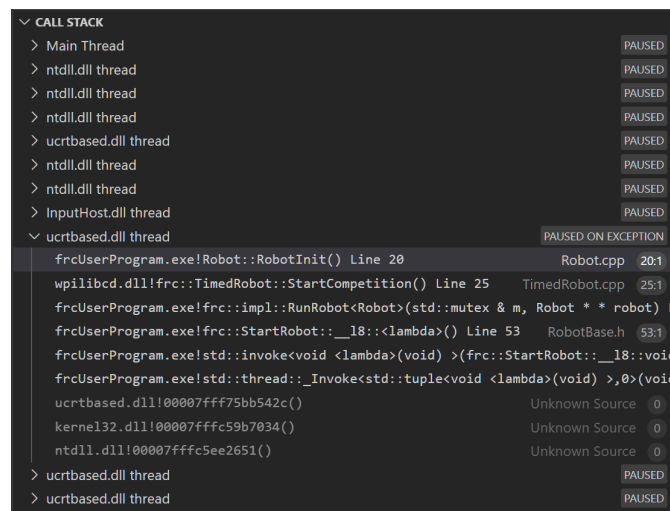 CALL STACK
Main Thread PAUSED
ntdll.dll thread PAUSED
ntdll.dll thread PAUSED
ntdll.dll thread PAUSED
ucrtbased.dll thread PAUSED
ntdll.dll thread PAUSED
ntdll.dll thread PAUSED
InputHost.dll thread PAUSED
ucrtbased.dll thread PAUSED ON EXCEPTION
frcUserProgram.exe!Robot::RobotInit() Line 20 Robot.cpp 20:1
wpilibcd.dll!frc::TimedRobot::StartCompetition() Line 25 TimedRobot.cpp 25:1
frcUserProgram.exe!frc::impl::RunRobot<Robot>(std::mutex & m, Robot * * robot)
frcUserProgram.exe!frc::StartRobot::__l8::<lambda>() Line 53 RobotBase.h 53:1
frcUserProgram.exe!std::invoke<void <lambda>(void) >(frc::StartRobot::__l8::voi
frcUserProgram.exe!std::thread::_Invoke<std::tuple<void <lambda>(void) >,0>(voi
ucrtbased.dll!00007fff75bb542c() Unknown Source 0
kernel32.dll!00007fffc59b7034() Unknown Source 0
ntdll.dll!00007fffc5ee2651() Unknown Source 0
ucrtbased.dll thread PAUSED
ucrtbased.dll thread PAUSED